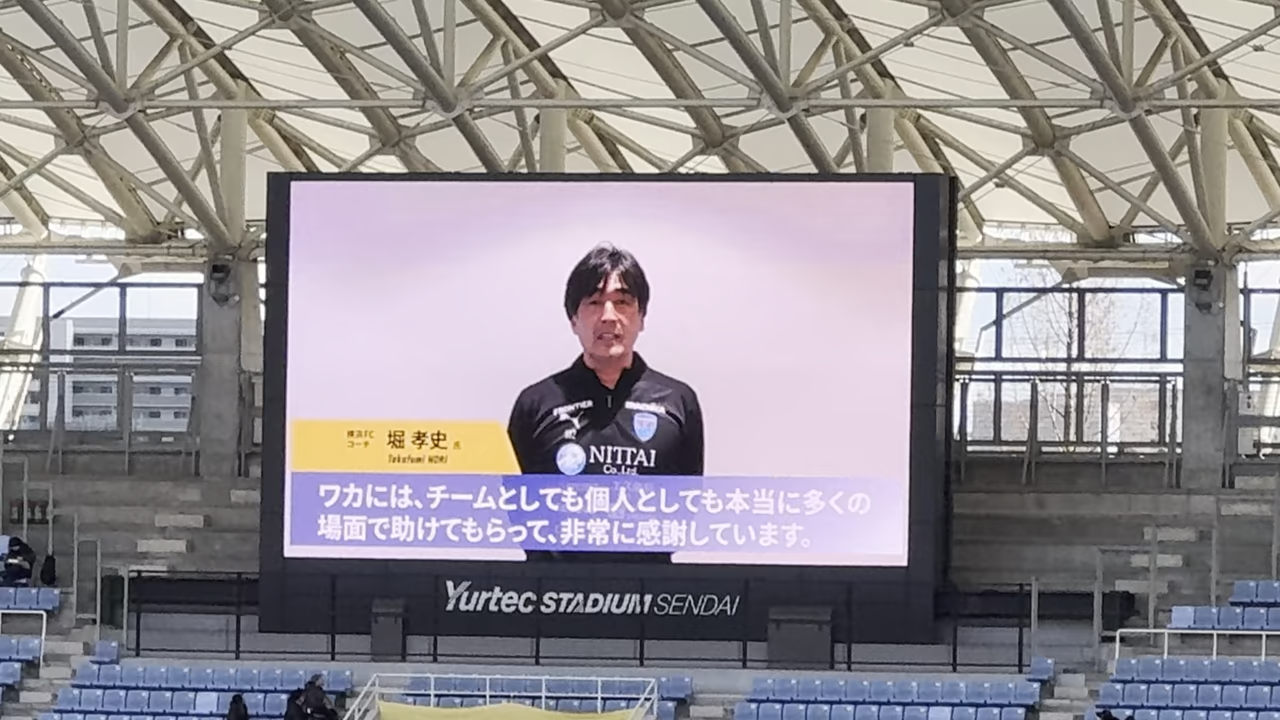 横浜FC
コーチ
堀 孝史 氏
Takafumi HORI
NITTAI
Co.,Ltd.
ワカには、チームとしても個人としても本当に多くの
場面で助けてもらって、非常に感謝しています。
Yurtec STADIUM SENDAI